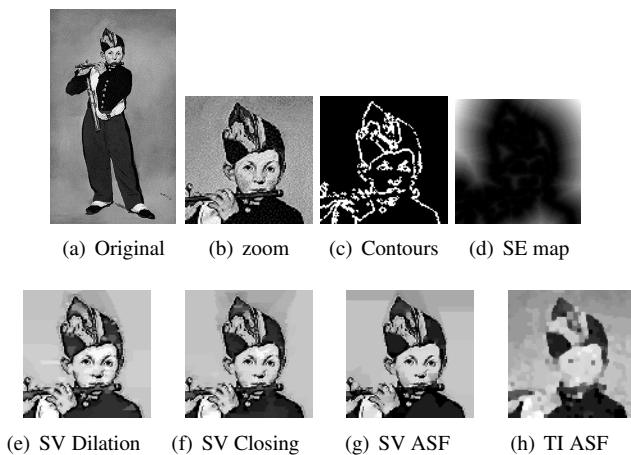 (a) Original (b) zoom (c) Contours (d) SE map
(e) SV Dilation (f) SV Closing (g) SV ASF (h) TI ASF